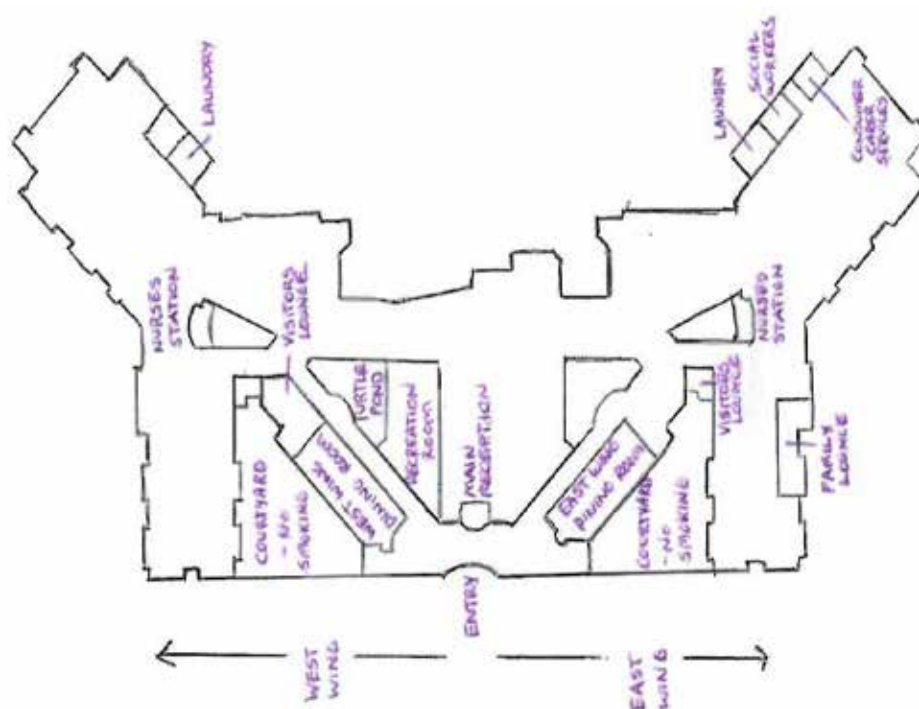 LAUNDRY
LAUNDRY
SOCIAL
WORKERS
CONSUMER
CARER
SERVICES
NURSES
STATION
VISITORS
LOUNGE
NURSES
STATION
VISITORS
LOUNGE
TURTLE
POND
RECREATION
ROOM
MAIN
RECEPTION
WEST WING
DINING ROOM
EAST WING
DINING ROOM
COURTYARD
- NO
SMOKING
COURTYARD
- NO
SMOKING
FAMILY
LOUNGE
ENTRY
WEST
WING
EAST
WING